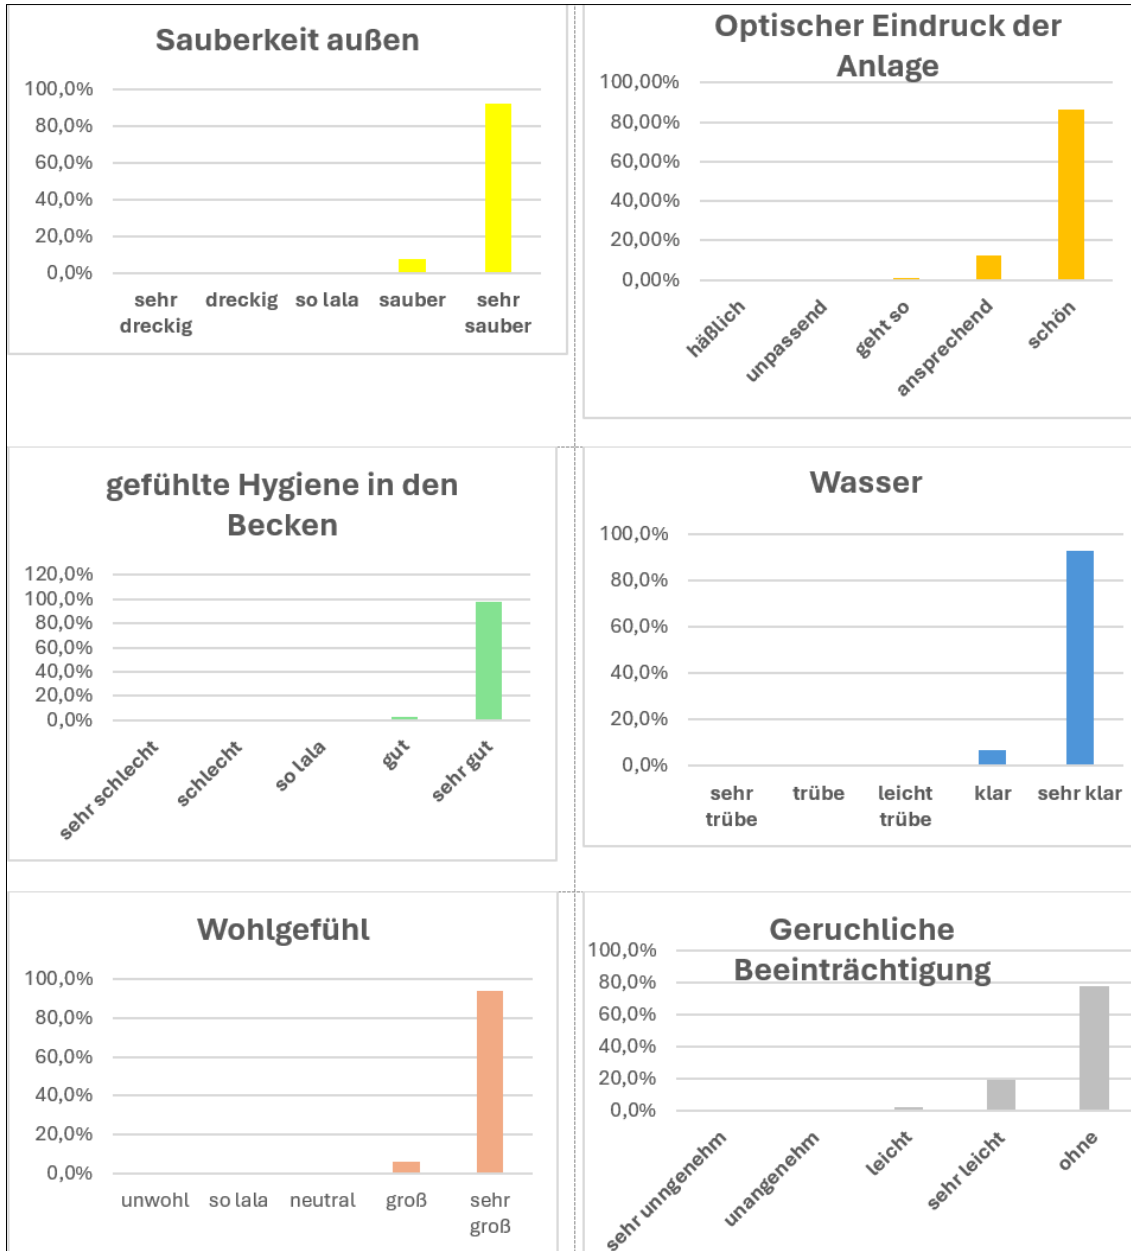 Sauberkeit außen
100,0%
80,0%
60,0%
40,0%
20,0%
0,0%
sehr dreckig so lala sauber sehr
dreckig sauber
Optischer Eindruck der
Anlage
100,00%
80,00%
60,00%
40,00%
20,00%
0,00%
häßlich
unpassend
geht so
ansprechend
schön
gefühlte Hygiene in den
Becken
120,0%
100,0%
80,0%
60,0%
40,0%
20,0%
0,0%
sehr schlecht
schlecht
so lala
gut
sehr gut
Wasser
100,0%
80,0%
60,0%
40,0%
20,0%
0,0%
sehr trübe leicht klar sehr klar
trübe trübe
Wohlgefühl
100,0%
80,0%
60,0%
40,0%
20,0%
0,0%
unwohl so lala neutral groß sehr
groß
Geruchliche
Beeinträchtigung
100,0%
80,0%
60,0%
40,0%
20,0%
0,0%
sehr unngenehm
unangenehm
leicht
sehr leicht
ohne